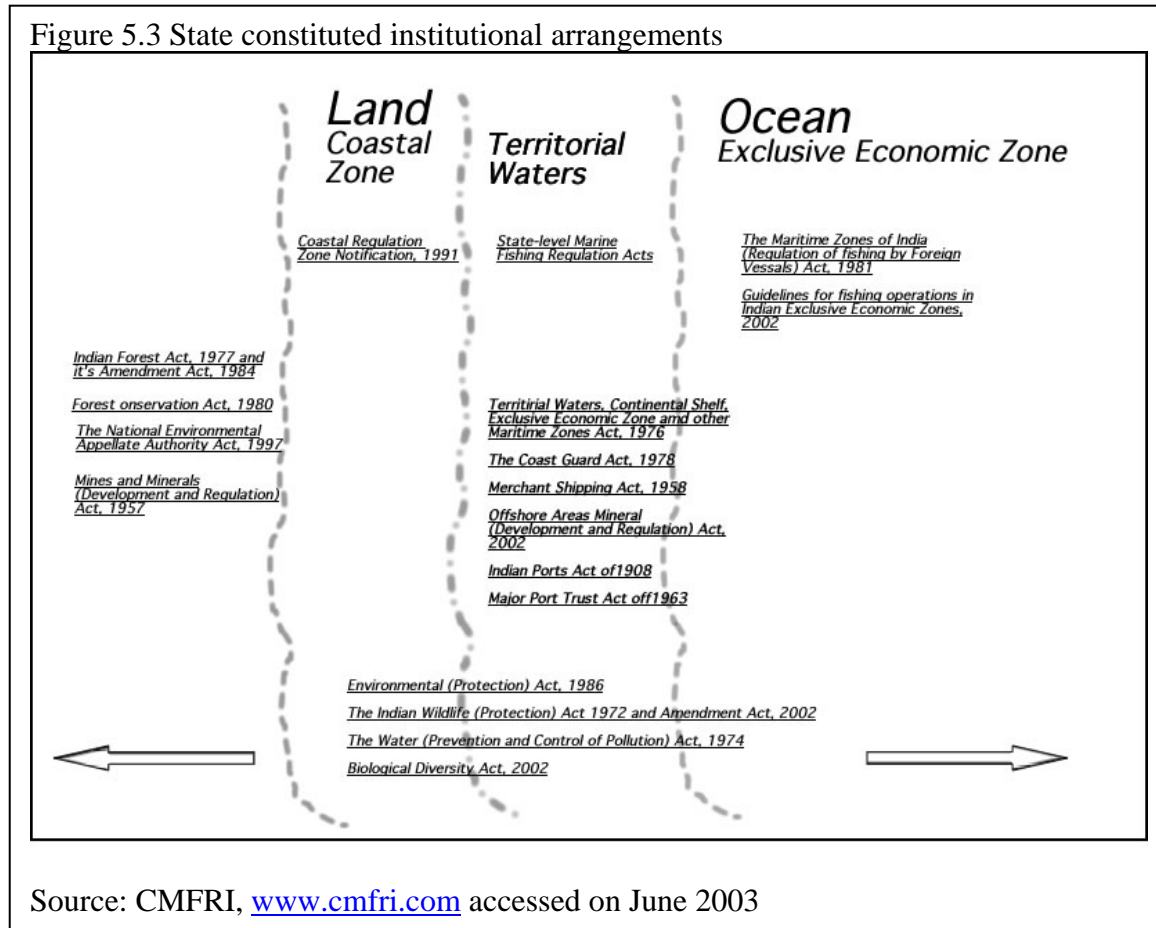 Figure 5.3 State constituted institutional arrangements
Land
Coastal
Zone
Territorial
Waters
Ocean
Exclusive Economic Zone
Coastal Regulation
Zone Notification, 1991
State-level Marine
Fishing Regulation Acts
The Maritime Zones of India
(Regulation of fishing by Foreign
Vessals) Act, 1981
Guidelines for fishing operations in
Indian Exclusive Economic Zones,
2002
Indian Forest Act, 1977 and
it's Amendment Act, 1984
Forest onservation Act, 1980
The National Environmental
Appellate Authority Act, 1997
Mines and Minerals
(Development and Regulation)
Act, 1957
Territirial Waters, Continental Shelf,
Exclusive Economic Zone amd other
Maritime Zones Act, 1976
The Coast Guard Act, 1978
Merchant Shipping Act, 1958
Offshore Areas Mineral
(Development and Regulation) Act,
2002
Indian Ports Act of1908
Major Port Trust Act off1963
Environmental (Protection) Act, 1986
The Indian Wildlife (Protection) Act 1972 and Amendment Act, 2002
The Water (Prevention and Control of Pollution) Act, 1974
Biological Diversity Act, 2002
Source: CMFRI, www.cmfri.com accessed on June 2003